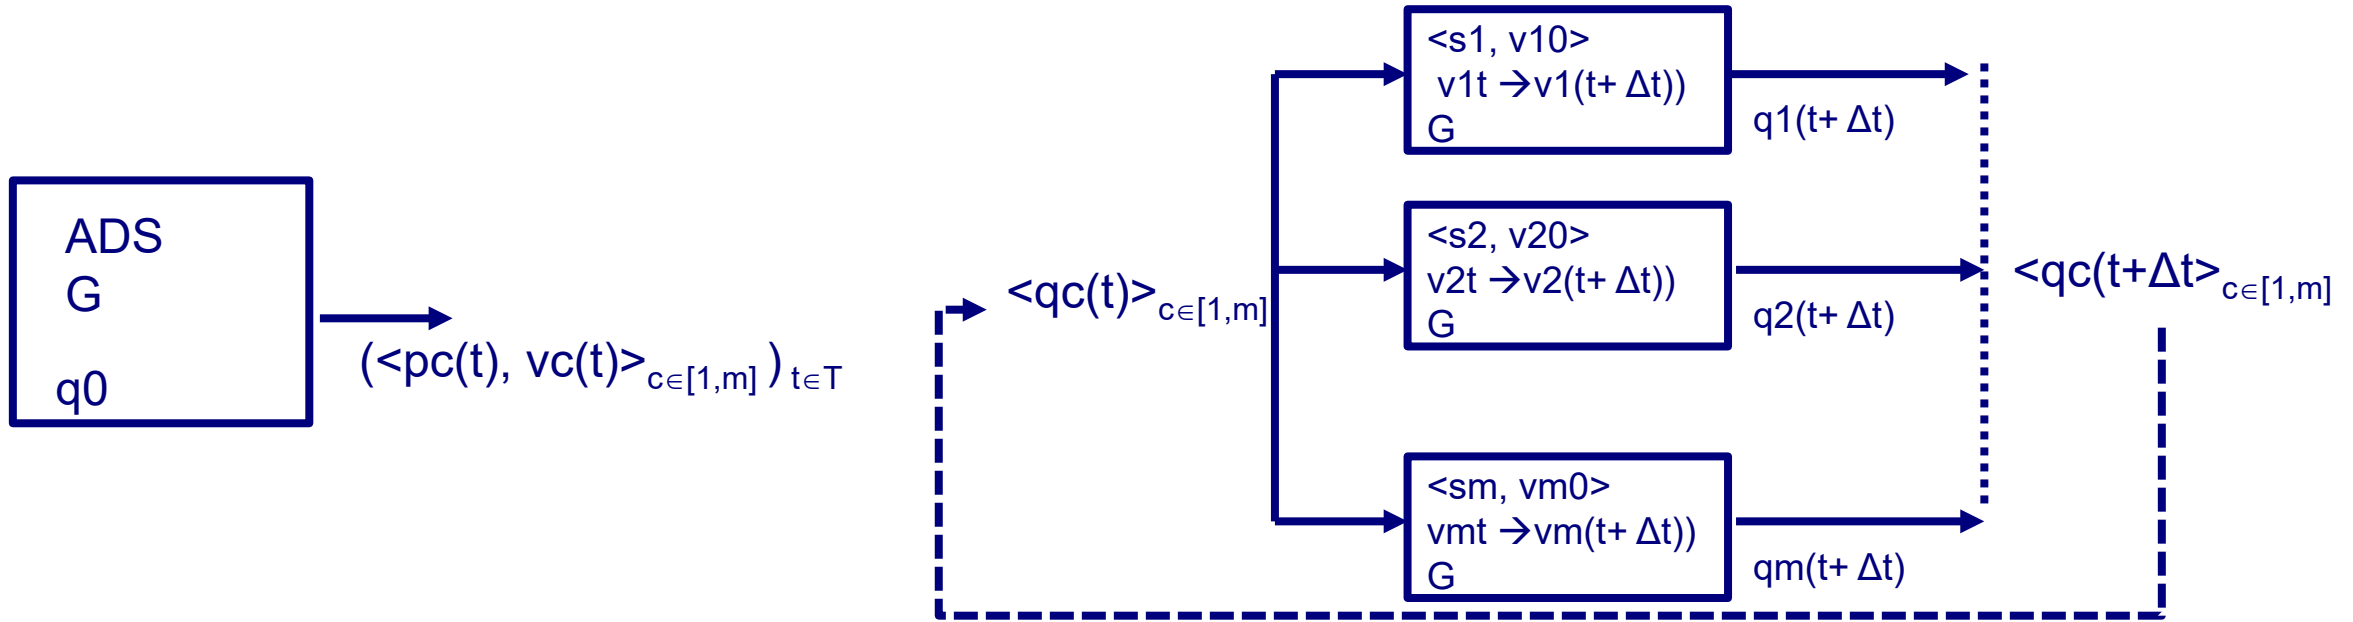 ADS
G
q0
(<pc(t), vc(t)>c∈[1,m] ) t∈T
<qc(t)>c∈[1,m]
<s1, v10>
v1t →v1(t+ Δt))
G
q1(t+ Δt)
<s2, v20>
v2t →v2(t+ Δt))
G
q2(t+ Δt)
<sm, vm0>
vmt →vm(t+ Δt))
G
qm(t+ Δt)
<qc(t+Δt>c∈[1,m]